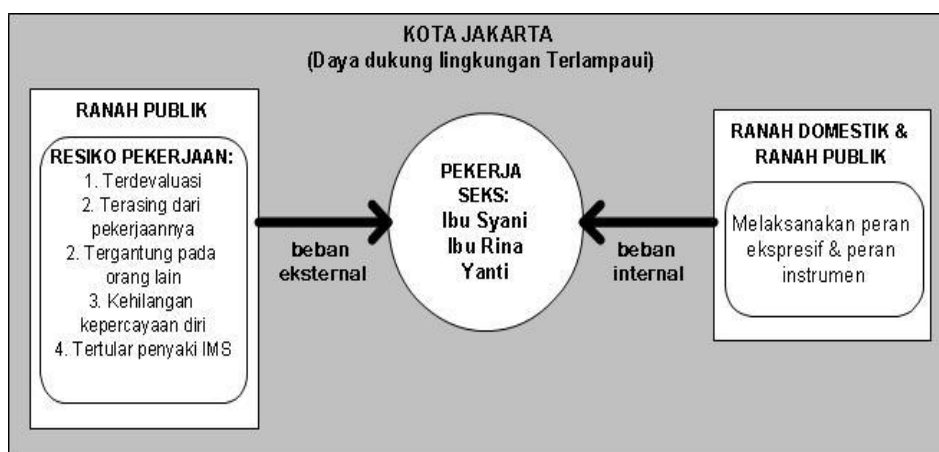 KOTA JAKARTA
(Daya dukung lingkungan Terlampaui)
RANAH PUBLIK
RESIKO PEKERJAAN:
1. Terdevaluasi
2. Terasing dari
pekerjaannya
2. Tergantung pada
orang lain
3. Kehilangan
kepercayaan diri
4. Tertular penyaki IMS
beban
eksternal
PEKERJA
SEKS:
Ibu Syani
Ibu Rina
Yanti
beban
internal
RANAH DOMESTIK &
RANAH PUBLIK
Melaksanakan peran
ekspresif & peran
instrumen